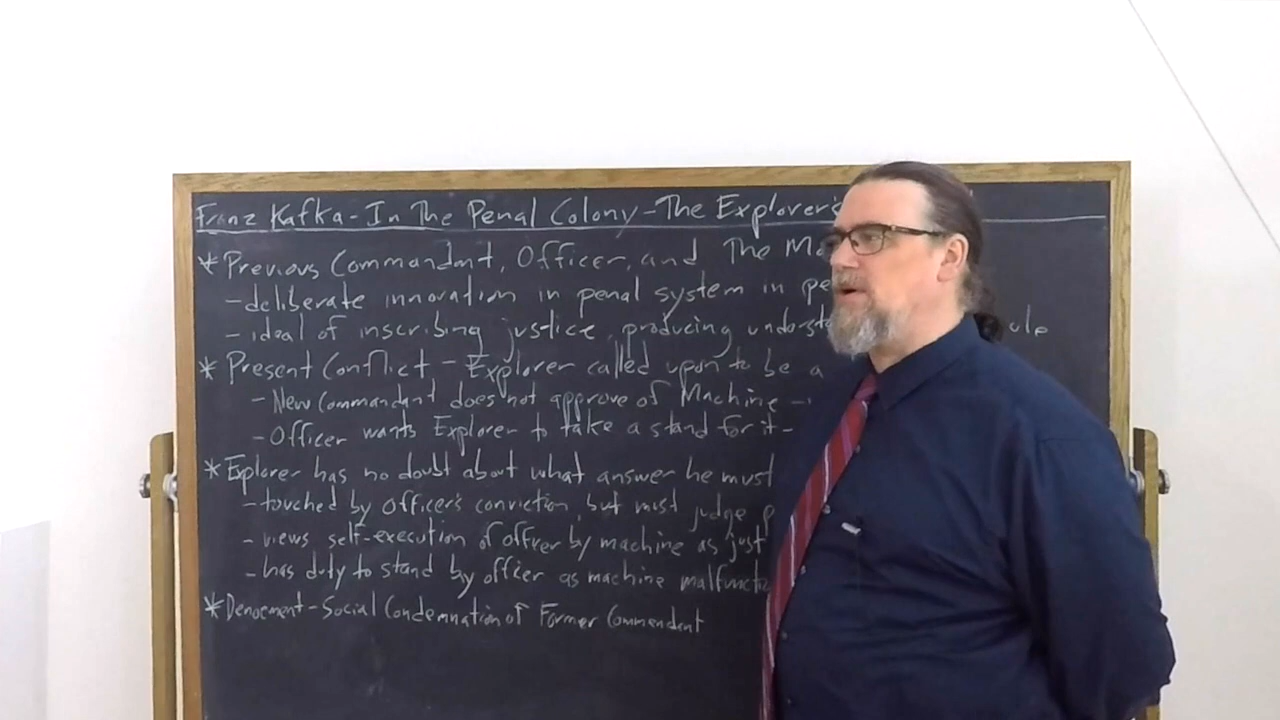 Franz Kafka - In The Penal Colony - The Explorer's
* Previous Commandant, Officer, and The Ma
- deliberate innovation in penal system in pe
- ideal of inscribing justice, producing underst
* Present Conflict - Explorer called upon to be a
- New Commandant does not approve of Machine -
- Officer wants Explorer to take a stand for it -
* Explorer has no doubt about what answer he must
- touched by officer's conviction, but must judge p
- views self-execution of officer by machine as just
- has duty to stand by officer as machine malfunctio
* Denoement - Social Condemnation of Former Commandant